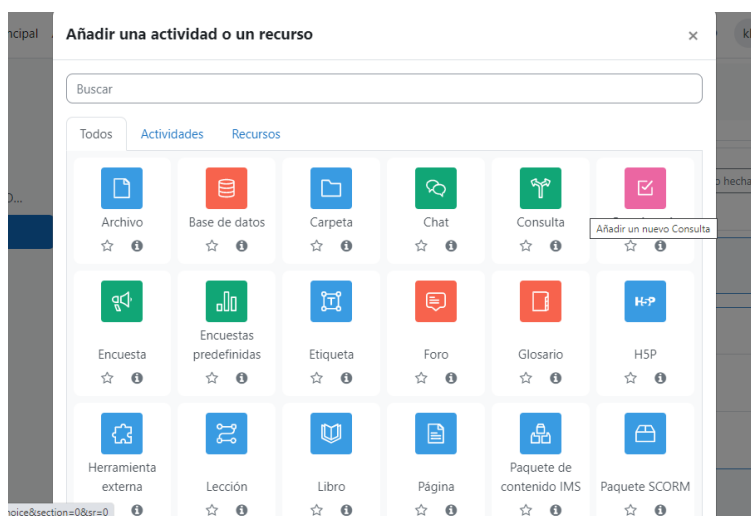 ncipal
Añadir una actividad o un recurso
×
Buscar
Todos Actividades Recursos
Archivo Base de datos Carpeta Chat Consulta
Añadir un nuevo Consulta
o hecha
Encuesta Encuestas predefinidas Etiqueta Foro Glosario H5P
H-P
Herramienta externa Lección Libro Página Paquete de contenido IMS Paquete SCORM
hoice&section=0&sr=0